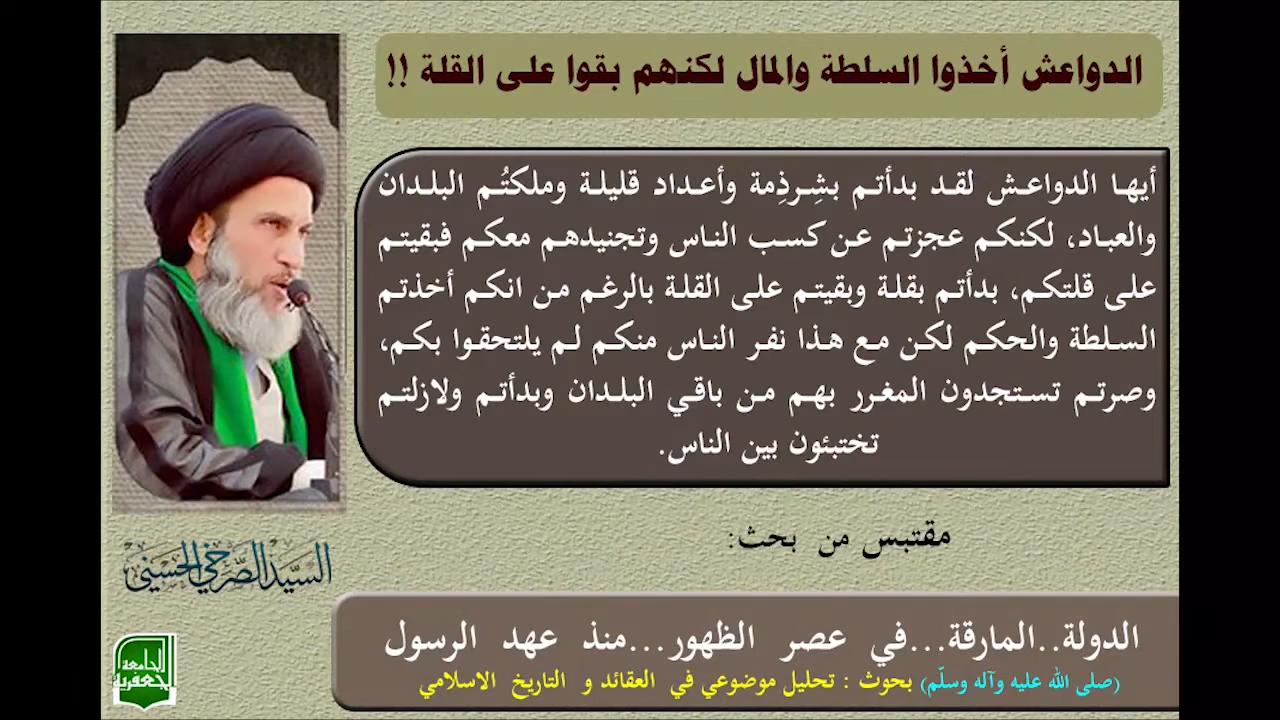 الدواعش أخذوا السلطة والمال لكنهم بقوا على القلة !!
أيها الدواعش لقد بدأتم بشِرذِمة وأعداد قليلة وملكتُم البلدان
والعباد، لكنكم عجزتم عن كسب الناس وتجنيدهم معكم فبقيتم
على قلتكم، بدأتم بقلة وبقيتم على القلة بالرغم من انكم أخذتم
السلطة والحكم لكن مع هذا نفر الناس منكم لم يلتحقوا بكم،
وصرتم تستجدون المغرر بهم من باقي البلدان وبدأتم ولازلتم
تختبئون بين الناس.
مقتبس من بحث:
السيد الصرخي الحسني
الدولة..المارقة...في عصر الظهور...منذ عهد الرسول
(صلى الله عليه وآله وسلّم) بحوث : تحليل موضوعي في العقائد و التاريخ الاسلامي
الجامعة
الجعفرية